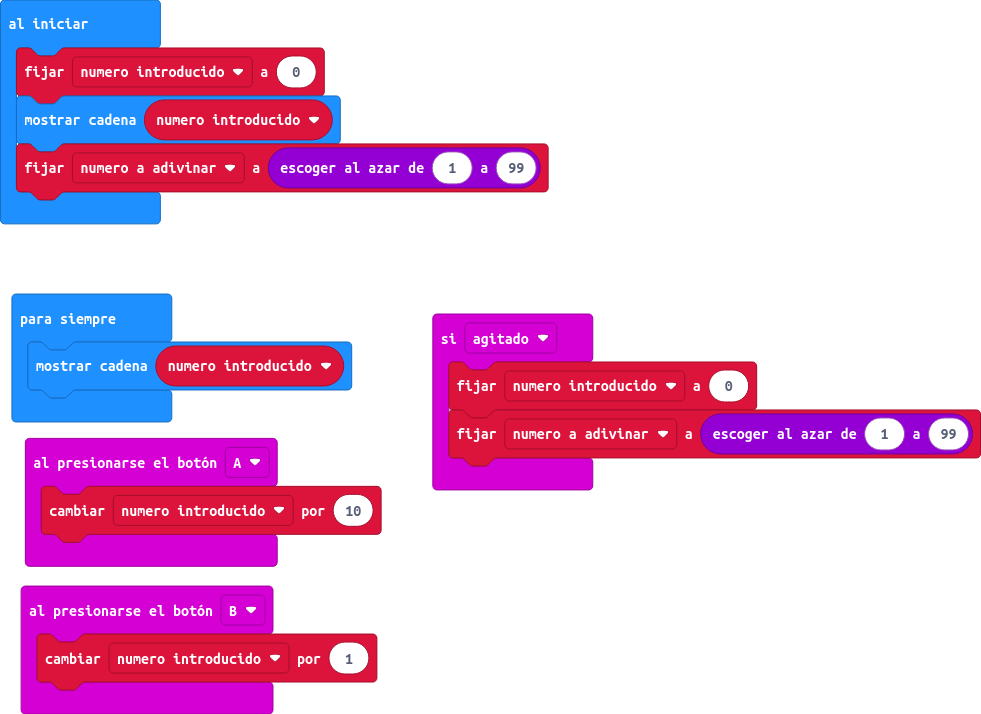 al iniciar
fijar numero introducido a 0
mostrar cadena numero introducido
fijar numero a adivinar a escoger al azar de 1 a 99
para siempre
mostrar cadena numero introducido
si agitado
fijar numero introducido a 0
fijar numero a adivinar a escoger al azar de 1 a 99
al presionarse el botón A
cambiar numero introducido por 10
al presionarse el botón B
cambiar numero introducido por 1